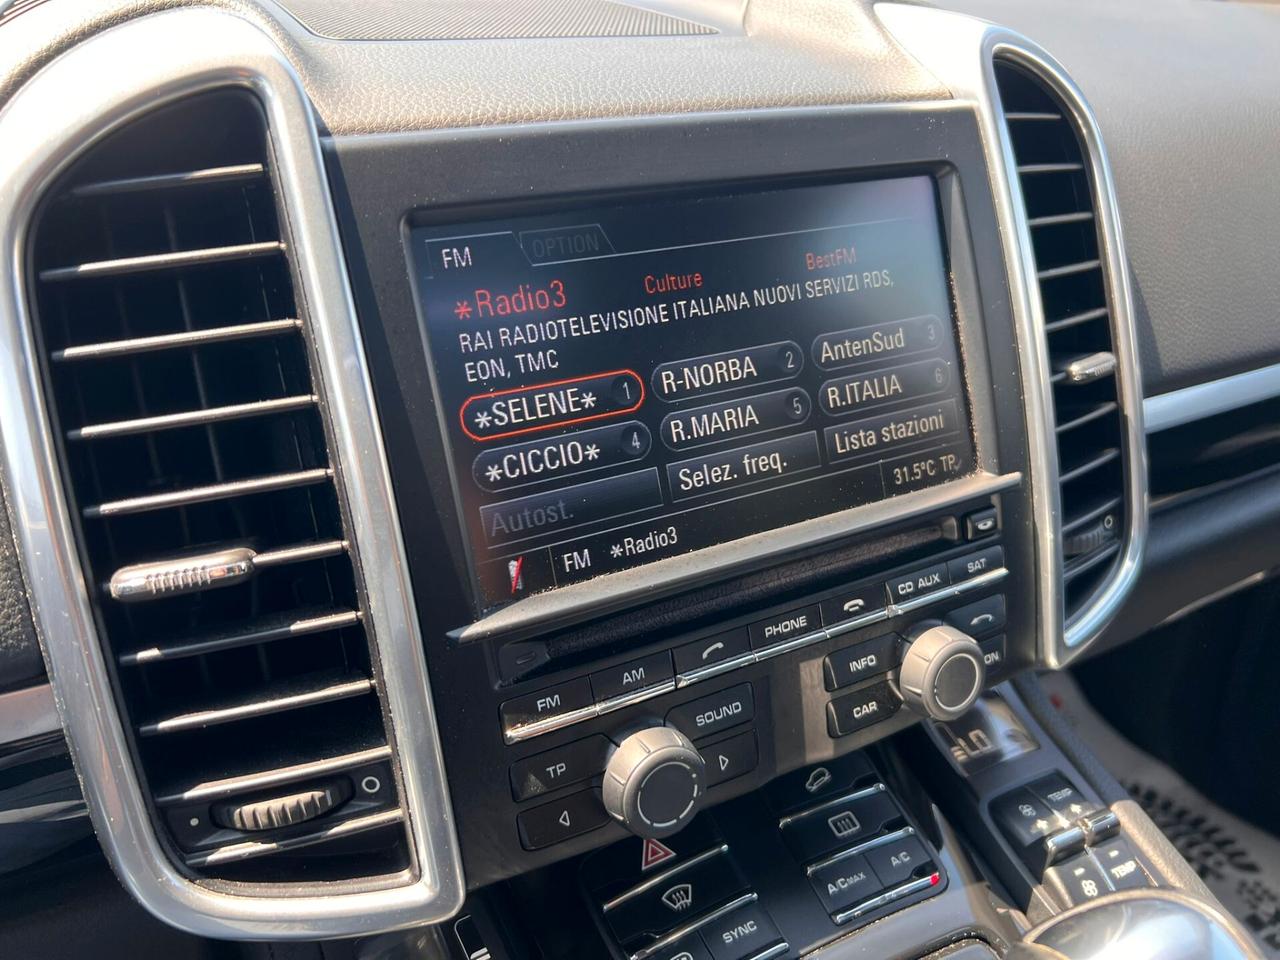 FM OPTION
*Radio3 Culture BestFM
RAI RADIOTELEVISIONE ITALIANA NUOVI SERVIZI RDS,
EON, TMC
*SELENE* 1 R-NORBA 2 AntenSud 3
*CICCIO* 4 R.MARIA 5 R.ITALIA 6
Autost. Selez. freq. Lista stazioni
FM *Radio3 31.5°C TP
FM AM PHONE CD AUX SAT
TP SOUND INFO
CAR
A/C MAX A/C
SYNC
TEMP
TEMP